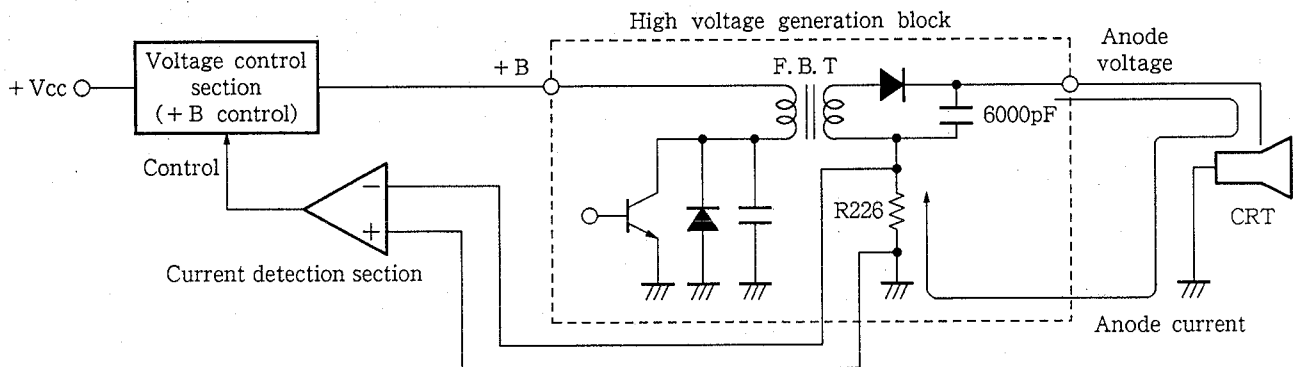 High voltage generation block
Voltage control
section
(+B control)
+Vcc
+B
F. B. T
Anode
voltage
6000pF
Control
−
+
R226
CRT
Current detection section
Anode current